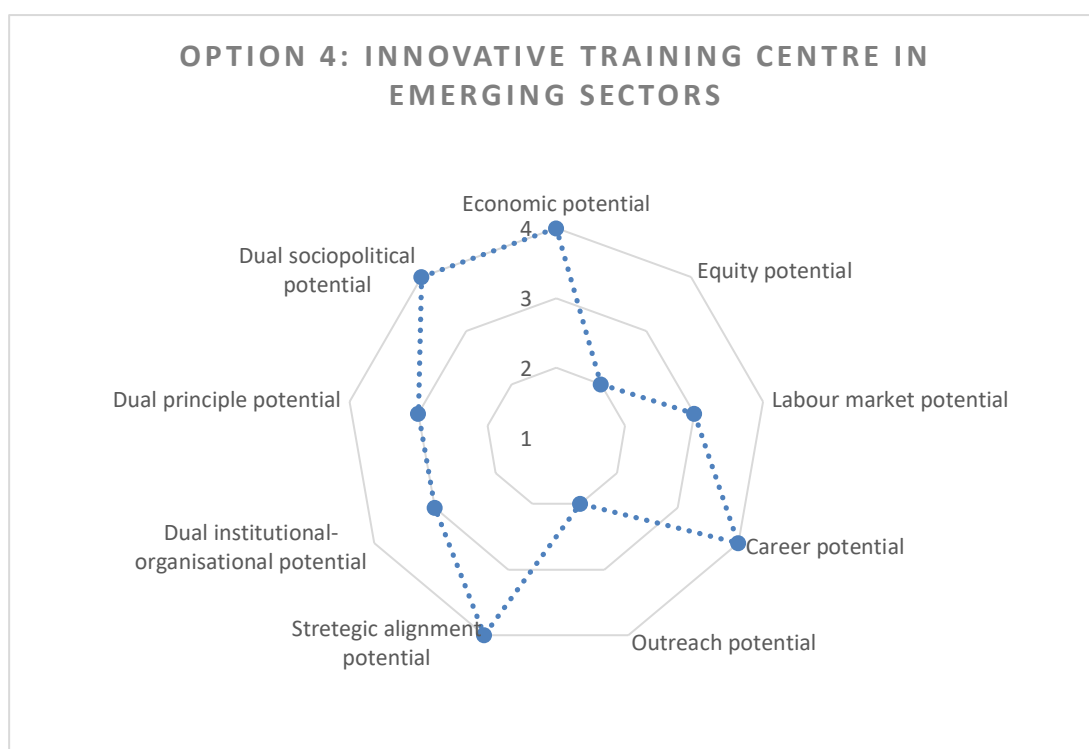 OPTION 4: INNOVATIVE TRAINING CENTRE IN
EMERGING SECTORS
Economic potential
4
Dual sociopolitical
potential
Equity potential
3
2
Dual principle potential
Labour market potential
1
Dual institutional-
organisational potential
Career potential
Stretegic alignment
potential
Outreach potential